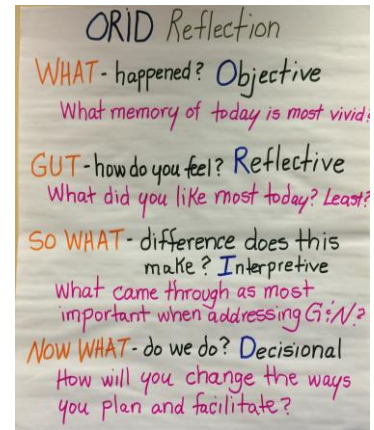 ORID Reflection
WHAT - happened? Objective
What memory of today is most vivid?
GUT - how do you feel? Reflective
What did you like most today? Least?
SO WHAT - difference does this
make? Interpretive
What came through as most
important when addressing G&N?
NOW WHAT - do we do? Decisional
How will you change the ways
you plan and facilitate?